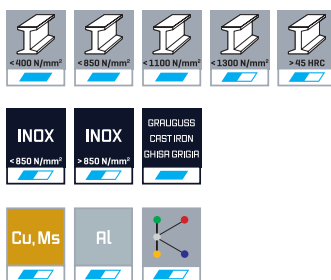 <400 N/mm² <850 N/mm² <1100 N/mm² <1300 N/mm² >45 HRC
INOX INOX GRAUGUSS
CAST IRON
GHISA GRIGIA
<850 N/mm² >850 N/mm²
Cu, Ms Al